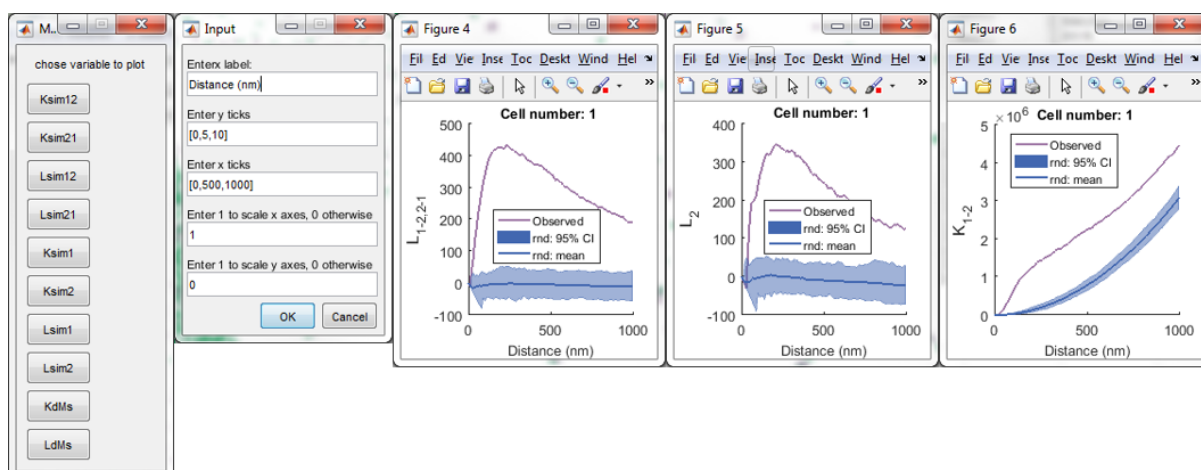 M...
chose variable to plot
Ksim12
Ksim21
Lsim12
Lsim21
Ksim1
Ksim2
Lsim1
Lsim2
KdMs
LdMs
Input
Enterx label:
Distance (nm)
Enter y ticks
[0,5,10]
Enter x ticks
[0,500,1000]
Enter 1 to scale x axes, 0 otherwise
1
Enter 1 to scale y axes, 0 otherwise
0
OK Cancel
Figure 4
Fil Ed Vie Inse Toc Deskt Wind Hel
Cell number: 1
500
400
300
200
100
0
-100
L1-2,2-1
Observed
rnd: 95% CI
rnd: mean
0 500 1000
Distance (nm)
Figure 5
Fil Ed Vie Inse Toc Deskt Wind Hel
Cell number: 1
400
300
200
100
0
-100
L2
Observed
rnd: 95% CI
rnd: mean
0 500 1000
Distance (nm)
Figure 6
Fil Ed Vie Inse Toc Deskt Wind Hel
× 10^6 Cell number: 1
5
4
3
2
1
0
K1-2
Observed
rnd: 95% CI
rnd: mean
0 500 1000
Distance (nm)